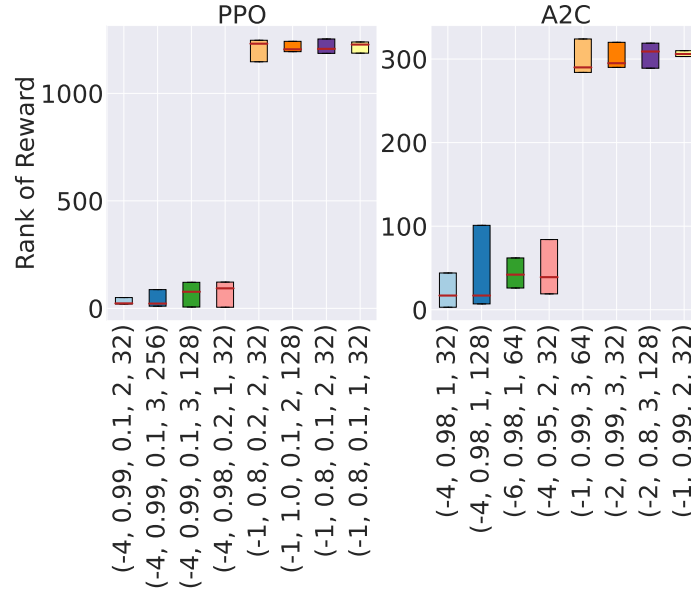 PPO
A2C
Rank of Reward
1000
500
0
300
200
100
0
(-4, 0.99, 0.1, 2, 32)
(-4, 0.99, 0.1, 3, 256)
(-4, 0.99, 0.1, 3, 128)
(-4, 0.98, 0.2, 1, 32)
(-1, 0.8, 0.2, 2, 32)
(-1, 1.0, 0.1, 2, 128)
(-1, 0.8, 0.1, 2, 32)
(-1, 0.8, 0.1, 1, 32)
(-4, 0.98, 1, 32)
(-4, 0.98, 1, 128)
(-6, 0.98, 1, 64)
(-4, 0.95, 2, 32)
(-1, 0.99, 3, 64)
(-2, 0.99, 3, 32)
(-2, 0.8, 3, 128)
(-1, 0.99, 2, 32)